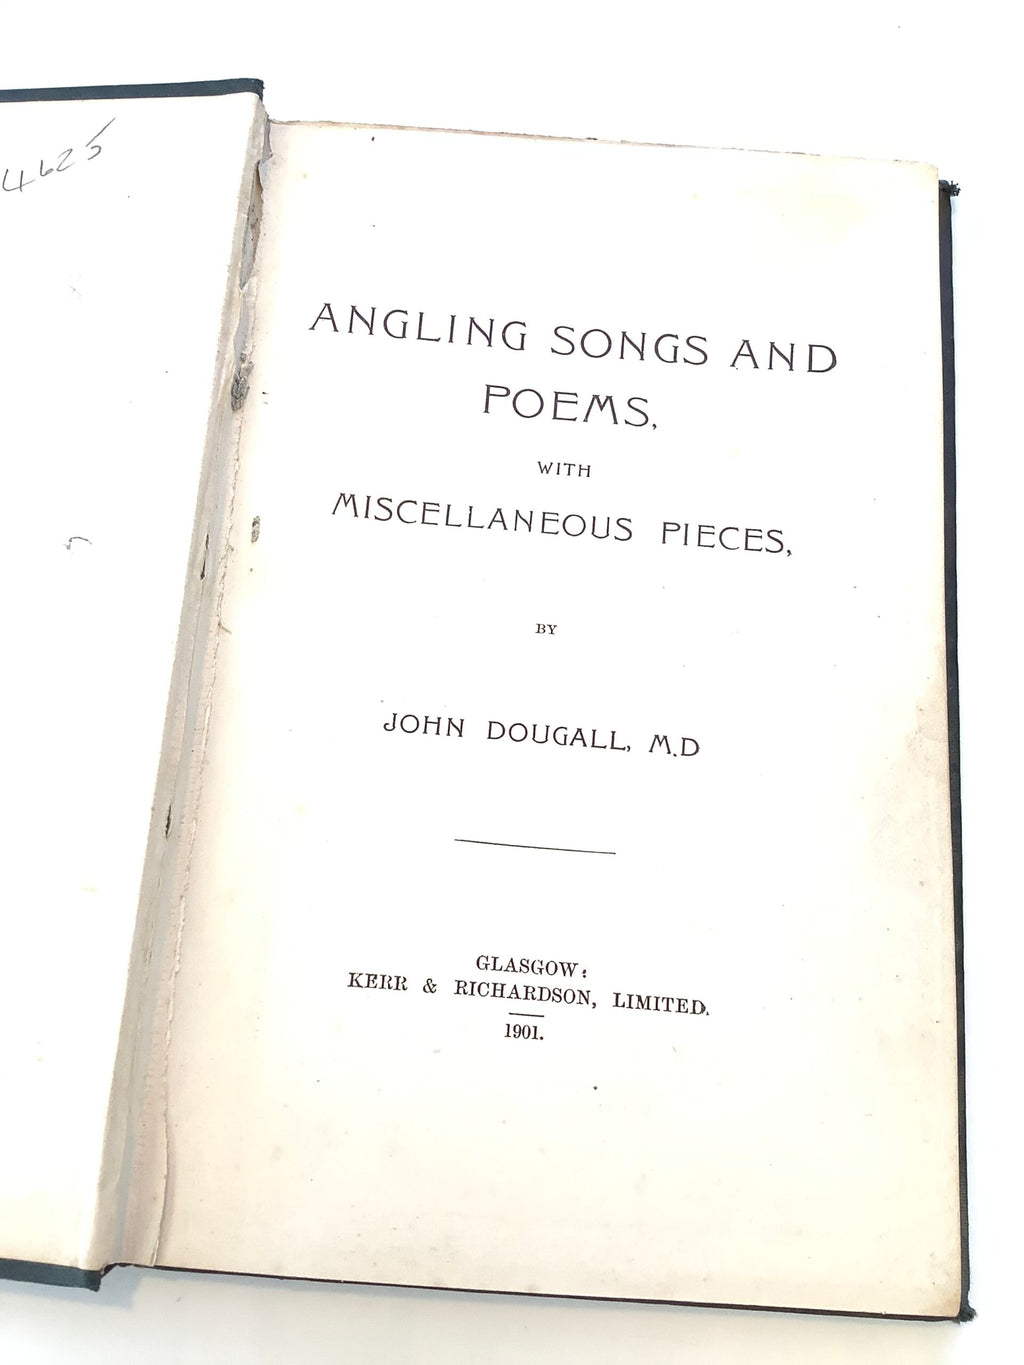 4625
ANGLING SONGS AND
POEMS,
WITH
MISCELLANEOUS PIECES,
BY
JOHN DOUGALL, M.D
GLASGOW:
KERR & RICHARDSON, LIMITED.
1901.